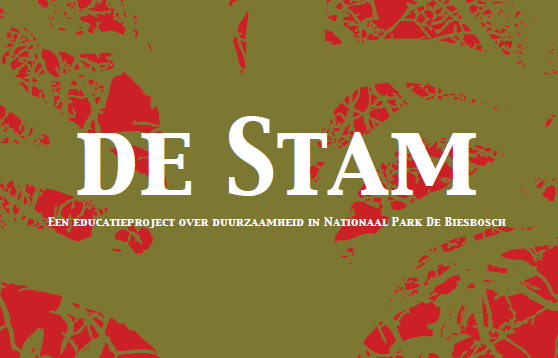 DE STAM
EEN EDUCATIEPROJECT OVER DUURZAAMHEID IN NATIONAAL PARK DE BIESBOSCH